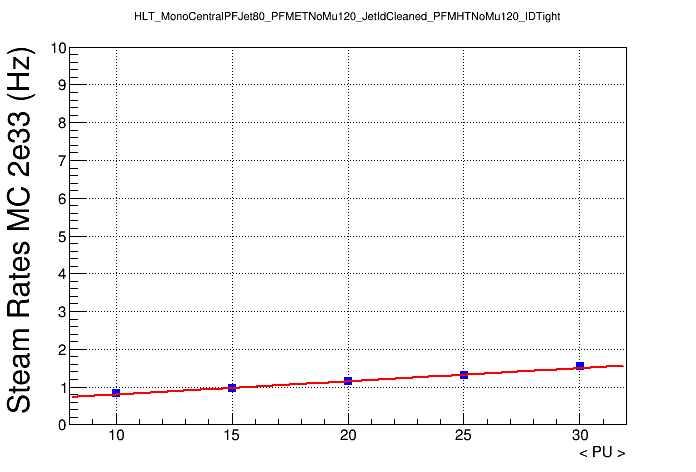 HLT_MonoCentralPFJet80_PFMETNoMu120_JetIdCleaned_PFMHTNoMu120_IDTight
Steam Rates MC 2e33 (Hz)
10
9
8
7
6
5
4
3
2
1
0
10 15 20 25 30
< PU >